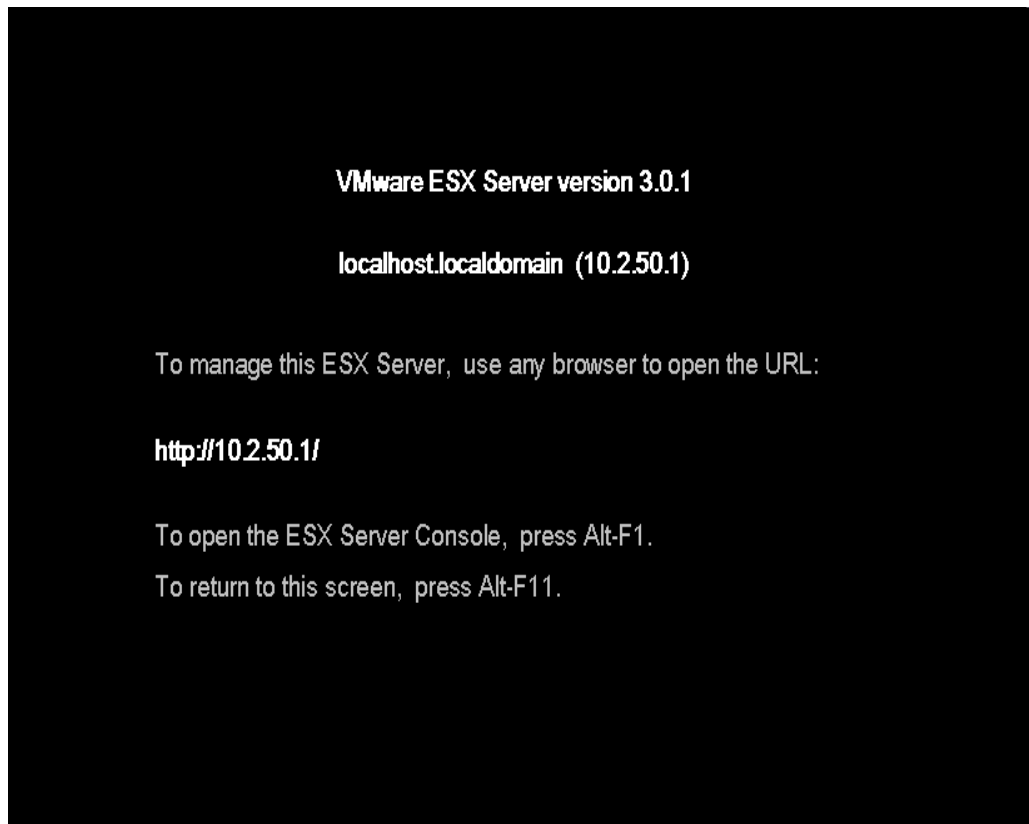 VMware ESX Server version 3.0.1
localhost.localdomain (10.2.50.1)
To manage this ESX Server, use any browser to open the URL:
http://10.2.50.1/
To open the ESX Server Console, press Alt-F1.
To return to this screen, press Alt-F11.